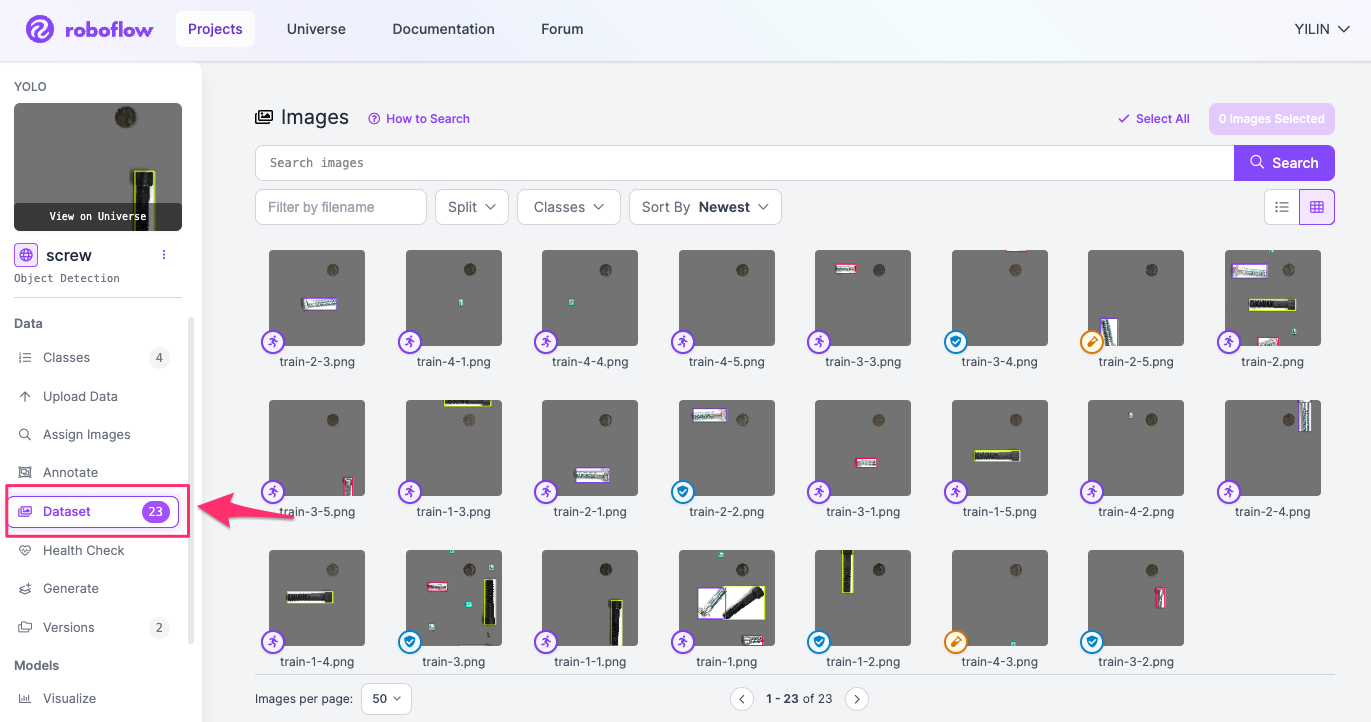 roboflow
Projects
Universe
Documentation
Forum
YILIN
YOLO
View on Universe
screw
Object Detection
Data
Classes 4
Upload Data
Assign Images
Annotate
Dataset 23
Health Check
Generate
Versions 2
Models
Visualize
Images
How to Search
Select All
0 Images Selected
Search images
Search
Filter by filename
Split
Classes
Sort By Newest
train-2-3.png
train-4-1.png
train-4-4.png
train-4-5.png
train-3-3.png
train-3-4.png
train-2-5.png
train-2.png
train-3-5.png
train-1-3.png
train-2-1.png
train-2-2.png
train-3-1.png
train-1-5.png
train-4-2.png
train-2-4.png
train-1-4.png
train-3.png
train-1-1.png
train-1.png
train-1-2.png
train-4-3.png
train-3-2.png
Images per page: 50
1 - 23 of 23